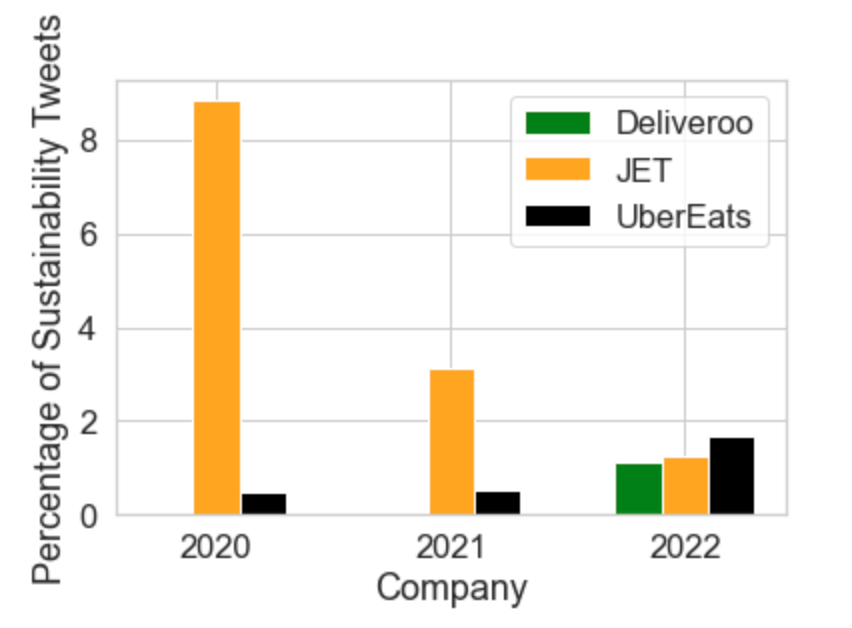 Percentage of Sustainability Tweets
8
6
4
2
0
Deliveroo
JET
UberEats
2020 2021 2022
Company